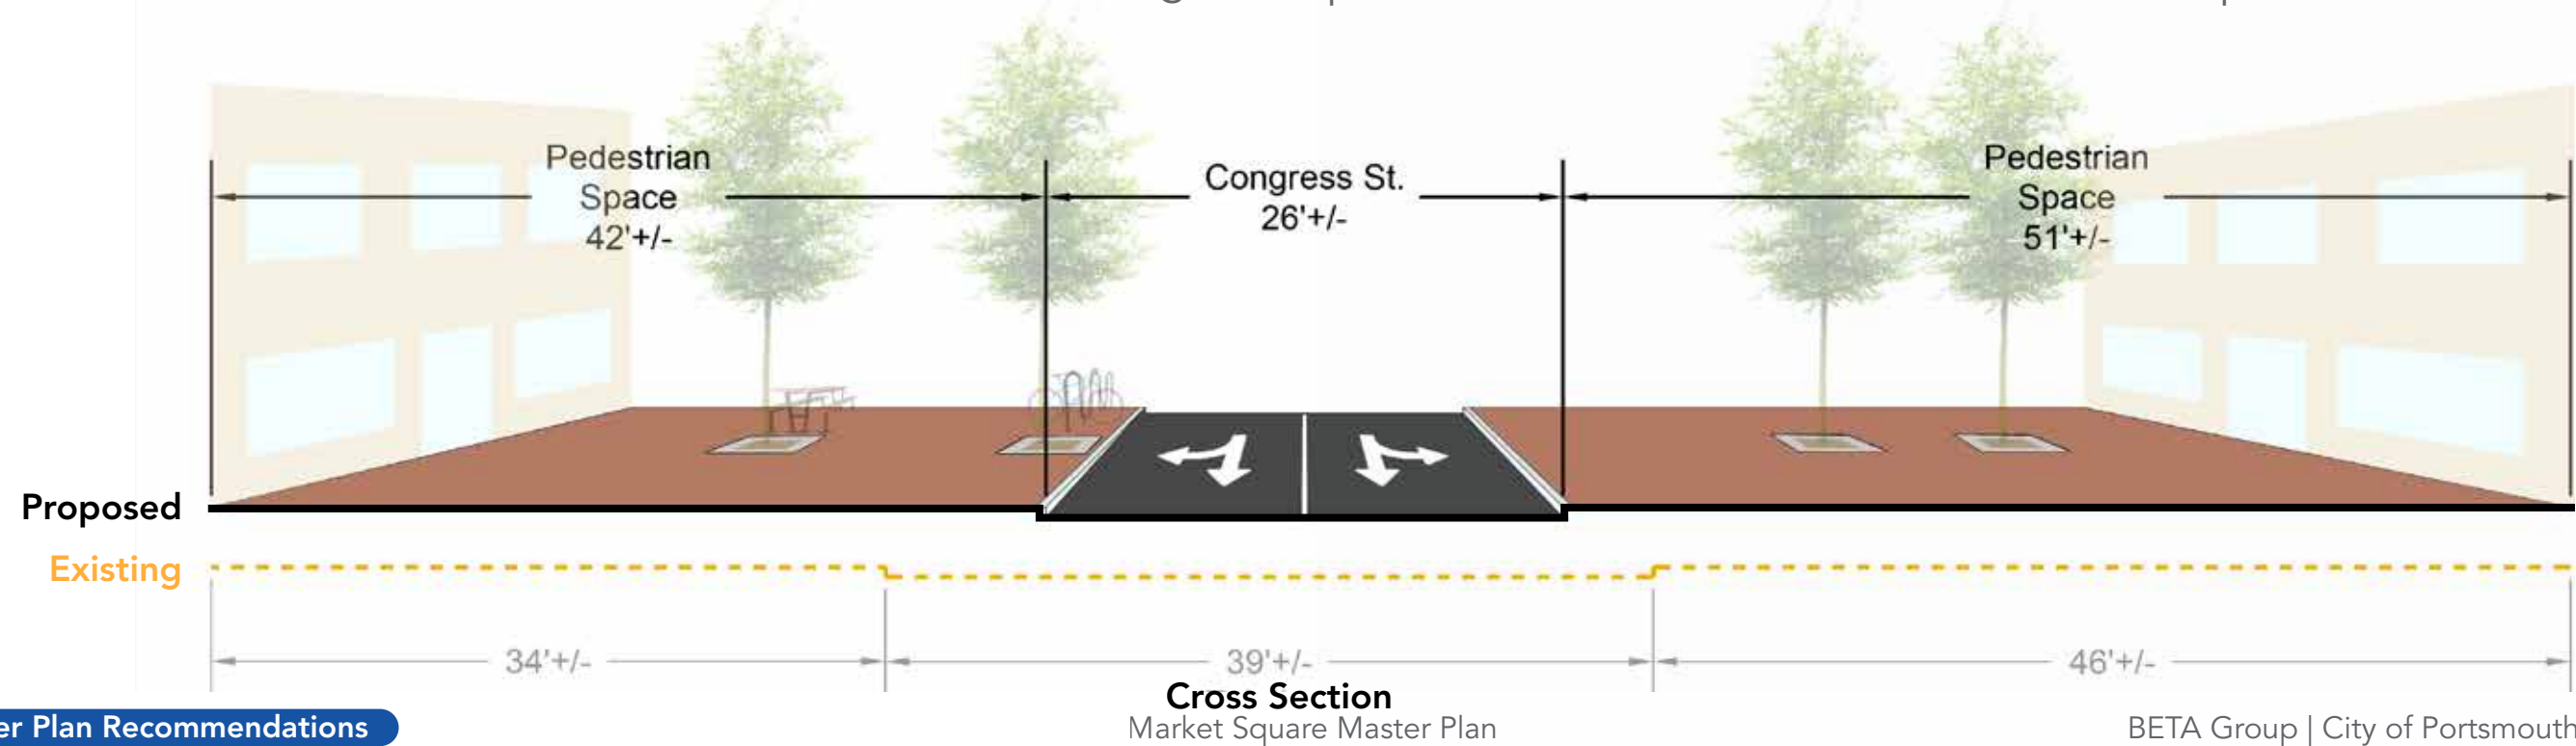 Pedestrian
Space
42'+/-
Congress St.
26'+/-
Pedestrian
Space
51'+/-
Proposed
Existing
34'+/-
39'+/-
46'+/-
Cross Section
er Plan Recommendations
Market Square Master Plan
BETA Group | City of Portsmouth